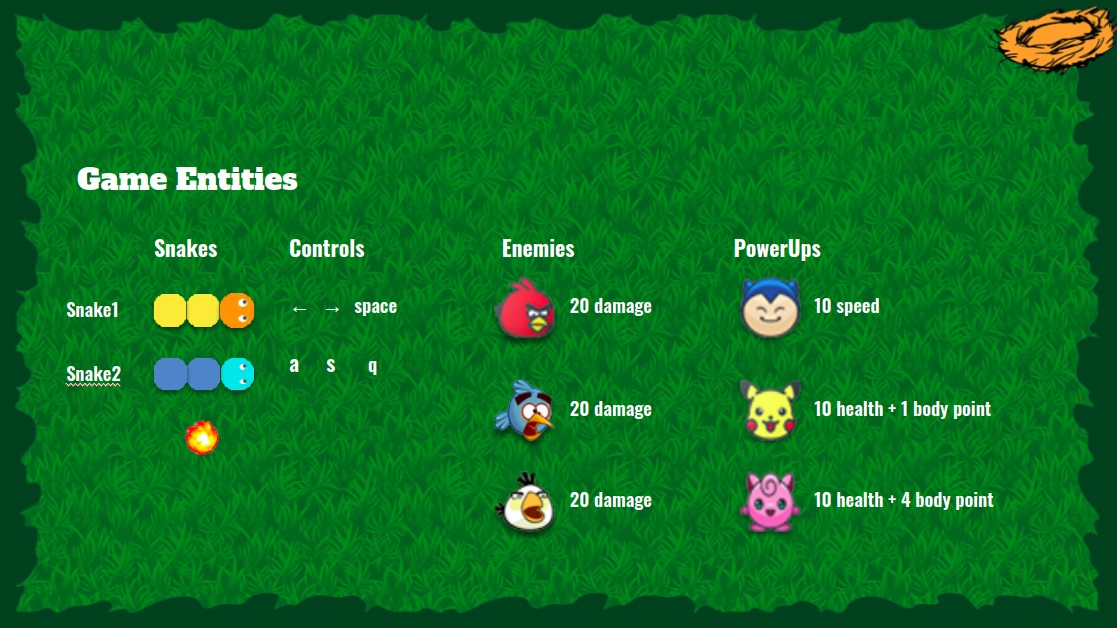 Game Entities
Snakes Controls Enemies PowerUps
Snake1 ← → space 20 damage 10 speed
Snake2 a s q
20 damage 10 health + 1 body point
20 damage 10 health + 4 body point